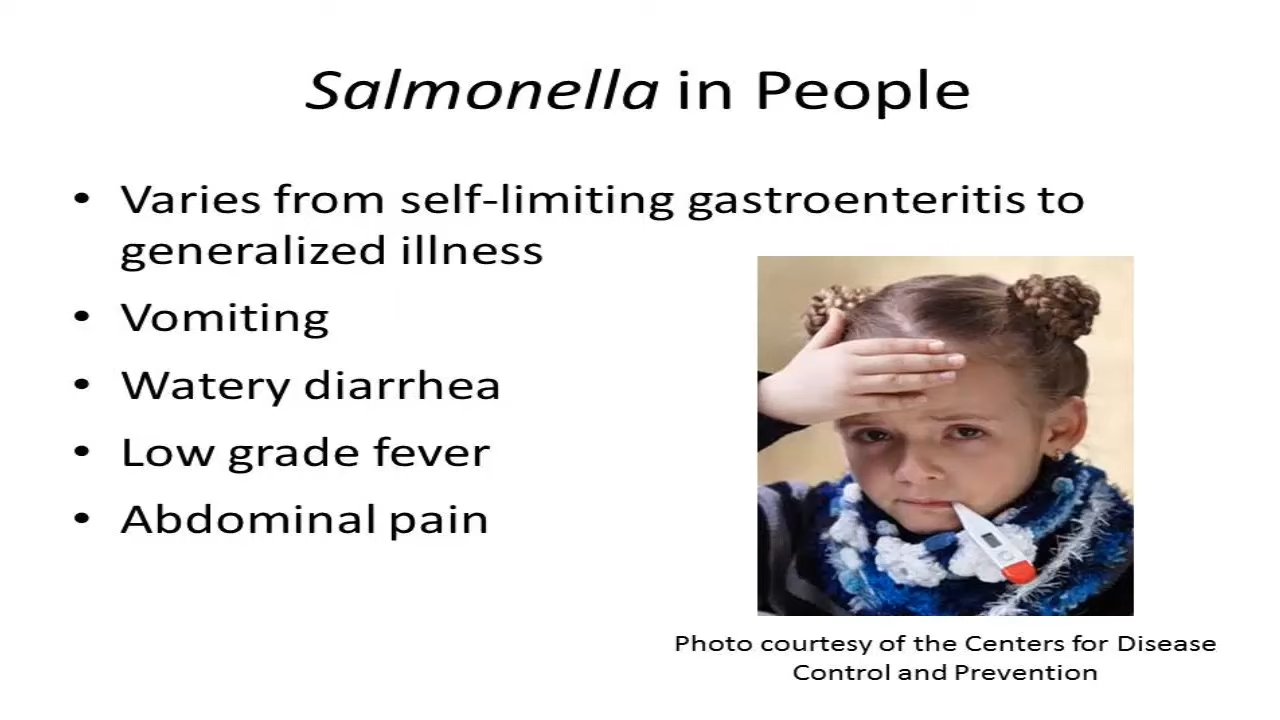 Salmonella in People
• Varies from self-limiting gastroenteritis to
generalized illness
• Vomiting
• Watery diarrhea
• Low grade fever
• Abdominal pain
Photo courtesy of the Centers for Disease
Control and Prevention